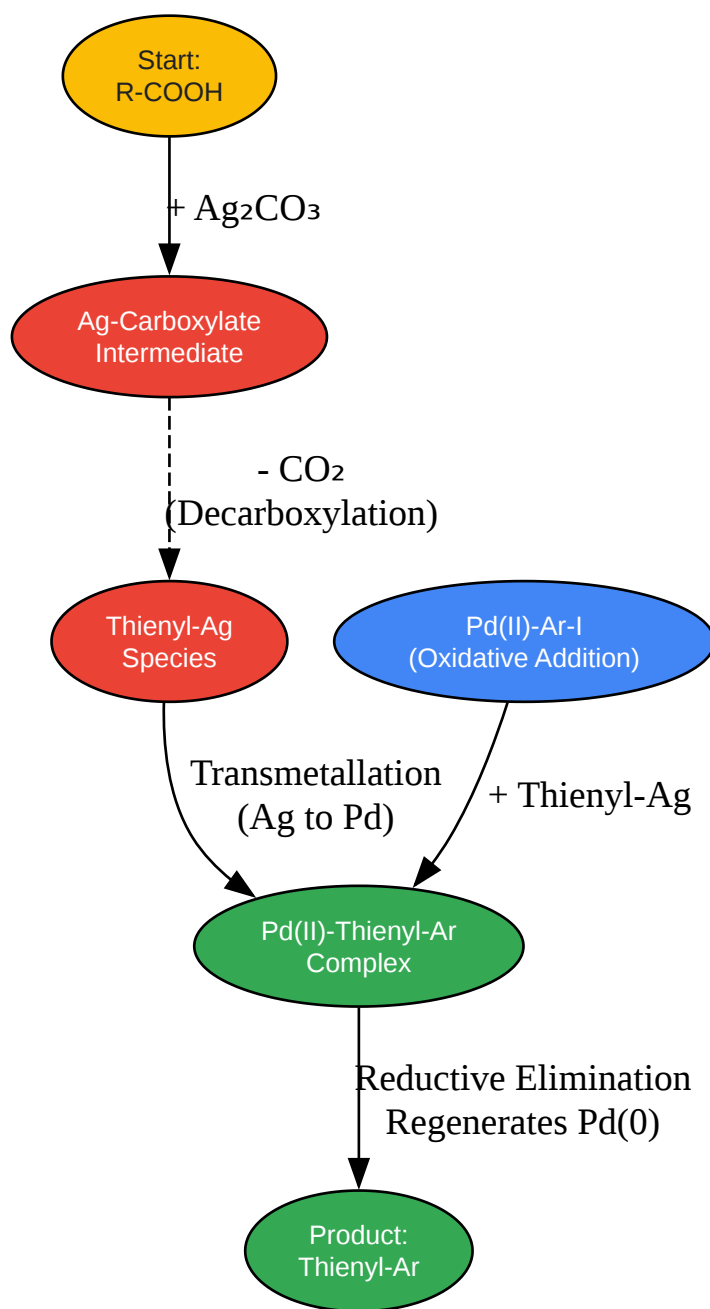 Start:
R-COOH
+ Ag₂CO₃
Ag-Carboxylate
Intermediate
- CO₂
(Decarboxylation)
Thienyl-Ag
Species
Pd(II)-Ar-I
(Oxidative Addition)
Transmetallation
(Ag to Pd)
+ Thienyl-Ag
Pd(II)-Thienyl-Ar
Complex
Reductive Elimination
Regenerates Pd(0)
Product:
Thienyl-Ar